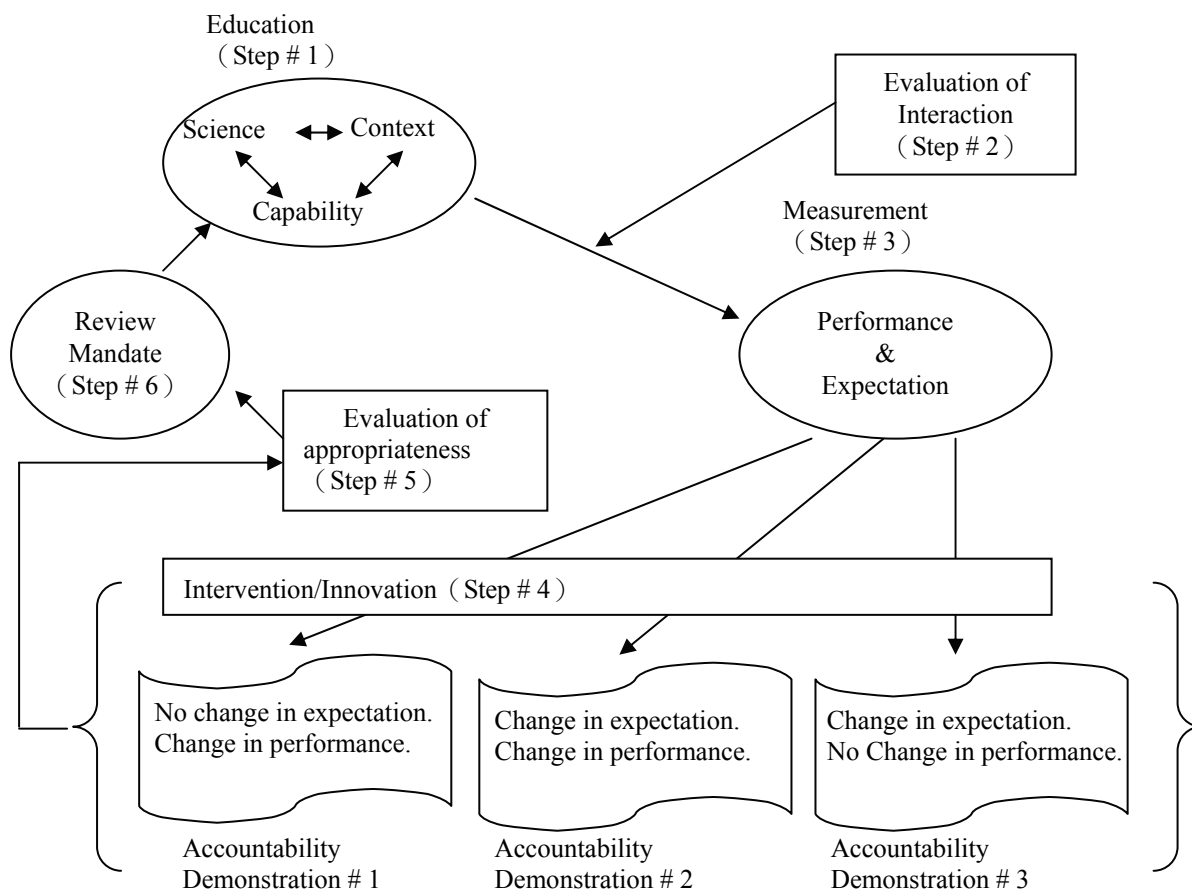 Education
（Step # 1）
Science
Context
Capability
Evaluation of
Interaction
（Step # 2）
Measurement
（Step # 3）
Performance
&
Expectation
Review
Mandate
（Step # 6）
Evaluation of
appropriateness
（Step # 5）
Intervention/Innovation（Step # 4）
No change in expectation.
Change in performance.
Change in expectation.
Change in performance.
Change in expectation.
No Change in performance.
Accountability
Demonstration # 1
Accountability
Demonstration # 2
Accountability
Demonstration # 3